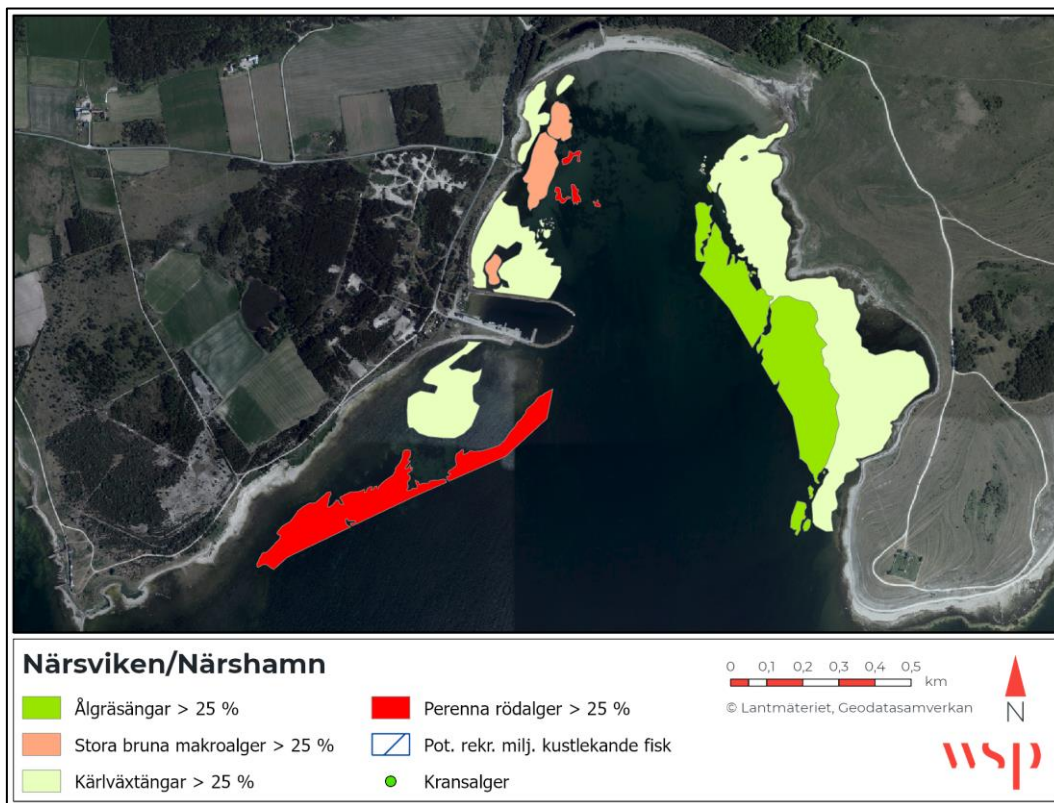 Närsviken/Närshamn
Ålgräsängar > 25 %
Stora bruna makroalger > 25 %
Kärlväxtängar > 25 %
Perenna rödalger > 25 %
Pot. rekr. milj. kustlekande fisk
Kransalger
0 0,1 0,2 0,3 0,4 0,5
km
© Lantmäteriet, Geodatasamverkan
N
wsp